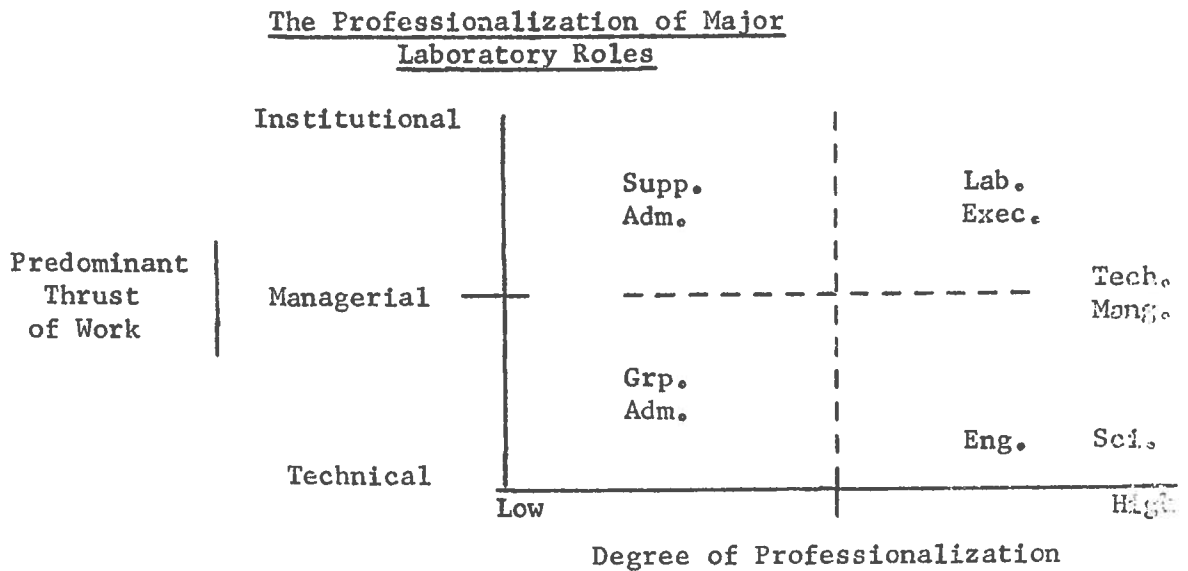 The Professionalization of Major
Laboratory Roles
Institutional
Supp.
Adm.
Lab.
Exec.
Predominant
Thrust
of Work
Managerial
Tech.
Mang.
Grp.
Adm.
Eng.
Sci.
Technical
Low
High
Degree of Professionalization